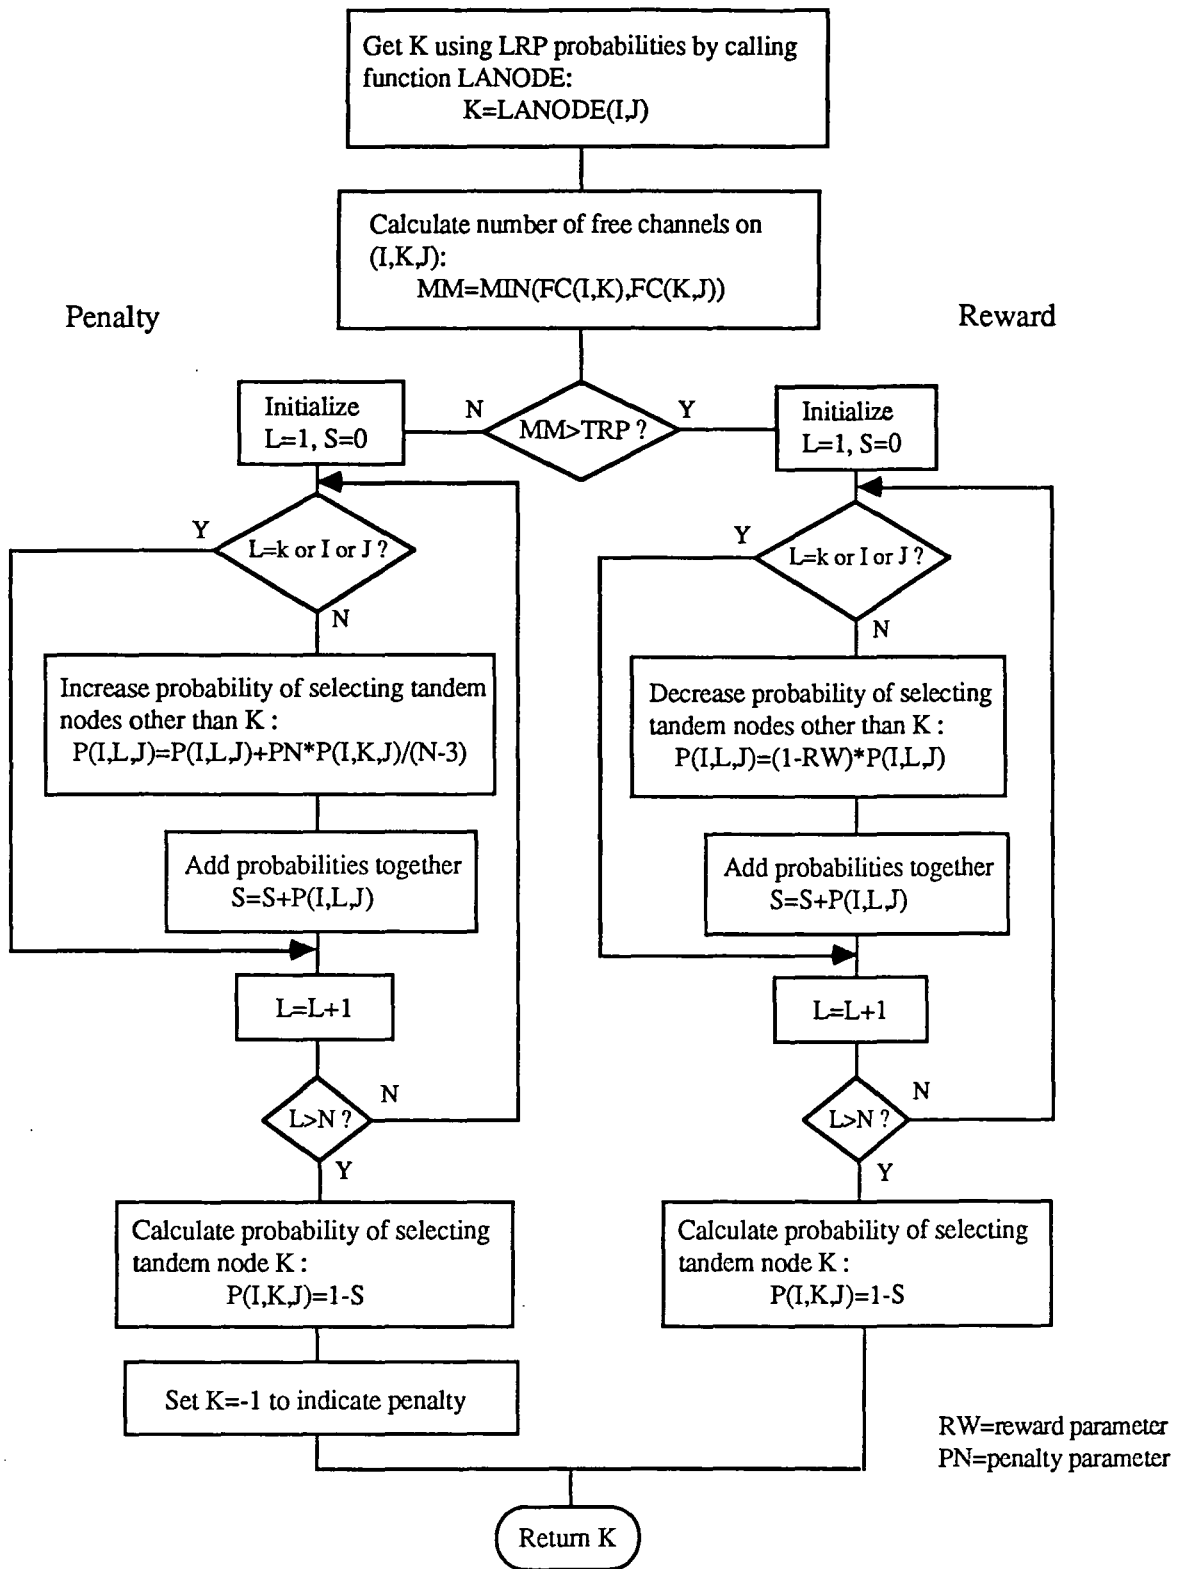 Get K using LRP probabilities by calling
function LANODE:
K=LANODE(I,J)
Calculate number of free channels on
(I,K,J):
MM=MIN(FC(I,K),FC(K,J))
Penalty
Reward
MM>TRP ?
N
Y
Initialize
L=1, S=0
L=k or I or J ?
Y
N
Increase probability of selecting tandem
nodes other than K :
P(I,L,J)=P(I,L,J)+PN*P(I,K,J)/(N-3)
Add probabilities together
S=S+P(I,L,J)
L=L+1
L>N ?
N
Y
Calculate probability of selecting
tandem node K :
P(I,K,J)=1-S
Set K=-1 to indicate penalty
Initialize
L=1, S=0
L=k or I or J ?
Y
N
Decrease probability of selecting
tandem nodes other than K :
P(I,L,J)=(1-RW)*P(I,L,J)
Add probabilities together
S=S+P(I,L,J)
L=L+1
L>N ?
N
Y
Calculate probability of selecting
tandem node K :
P(I,K,J)=1-S
RW=reward parameter
PN=penalty parameter
Return K